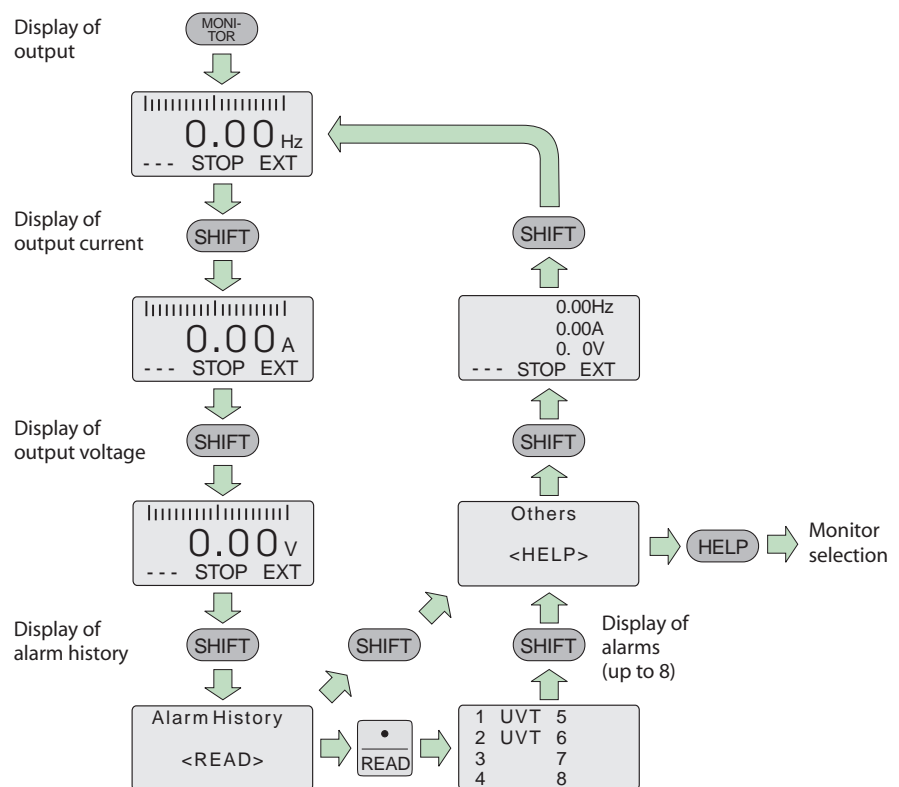 Display of
output
MONI-
TOR
0.00 Hz
--- STOP EXT
Display of
output current
SHIFT
0.00 A
--- STOP EXT
Display of
output voltage
SHIFT
0.00 V
--- STOP EXT
Display of
alarm history
SHIFT
Alarm History
<READ>
SHIFT
READ
1 UVT 5
2 UVT 6
3 7
4 8
SHIFT
Display of
alarms
(up to 8)
Others
<HELP>
HELP
Monitor
selection
SHIFT
0.00Hz
0.00A
0. 0V
--- STOP EXT
SHIFT